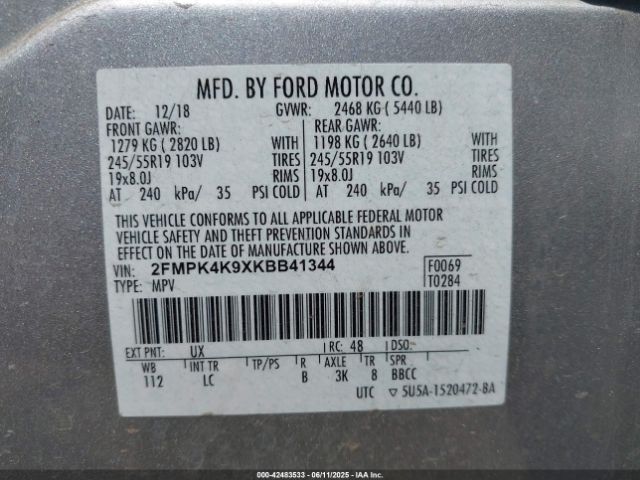 MFD. BY FORD MOTOR CO.
DATE: 12/18 GVWR: 2468 KG ( 5440 LB)
FRONT GAWR: REAR GAWR:
1279 KG ( 2820 LB) WITH 1198 KG ( 2640 LB) WITH
245/55R19 103V TIRES 245/55R19 103V TIRES
19x8.0J RIMS 19x8.0J RIMS
AT 240 kPa/ 35 PSI COLD AT 240 kPa/ 35 PSI COLD
THIS VEHICLE CONFORMS TO ALL APPLICABLE FEDERAL MOTOR
VEHICLE SAFETY AND THEFT PREVENTION STANDARDS IN
EFFECT ON THE DATE OF MANUFACTURE SHOWN ABOVE.
VIN: 2FMPK4K9XKBB41344 F0069
TYPE: MPV T0284
EXT PNT: UX RC: 48 DSO:
WB INT TR TP/PS R AXLE TR SPR
112 LC B 3K 8 BBCC
UTC ▽ 5U5A-1520472-BA
000-42483533 - 06/11/2025 - IAA Inc.